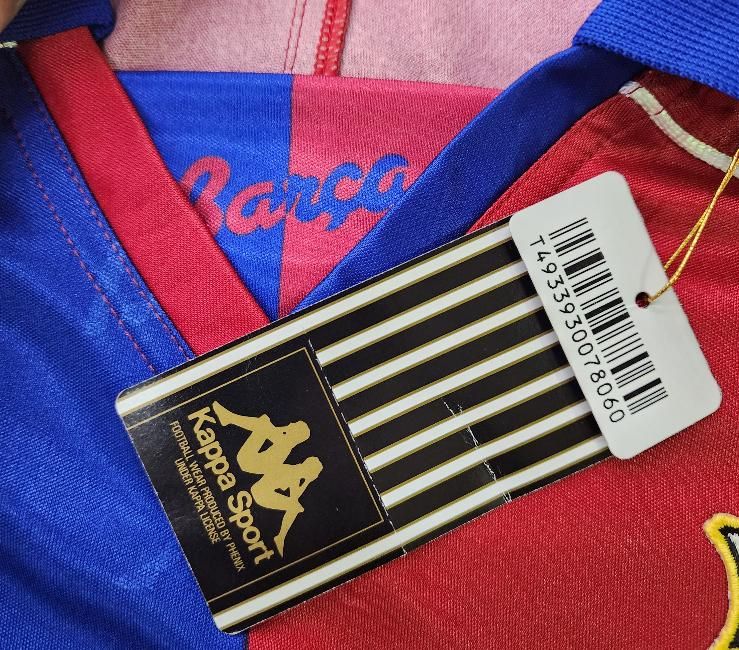 Barça
T4933930078060
Kappa Sport
FOOTBALL WEAR PRODUCED BY PHENIX
UNDER KAPPA LICENSE